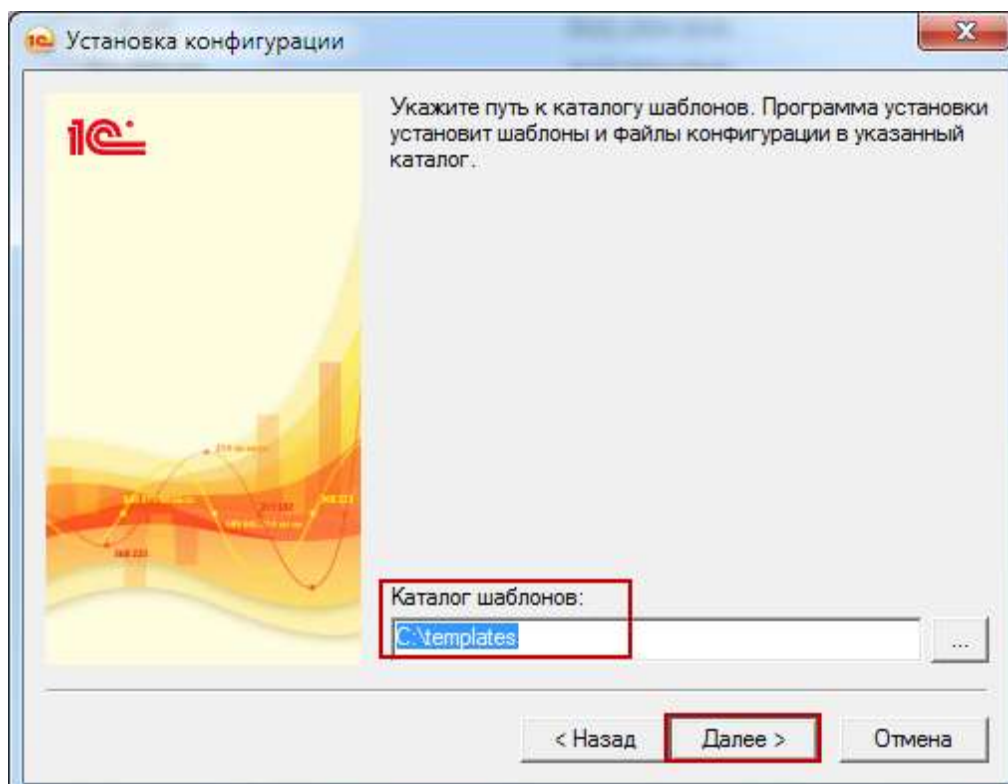 Установка конфигурации
1С
Укажите путь к каталогу шаблонов. Программа установки
установит шаблоны и файлы конфигурации в указанный
каталог.
Каталог шаблонов:
C:\templates
...
< Назад
Далее >
Отмена